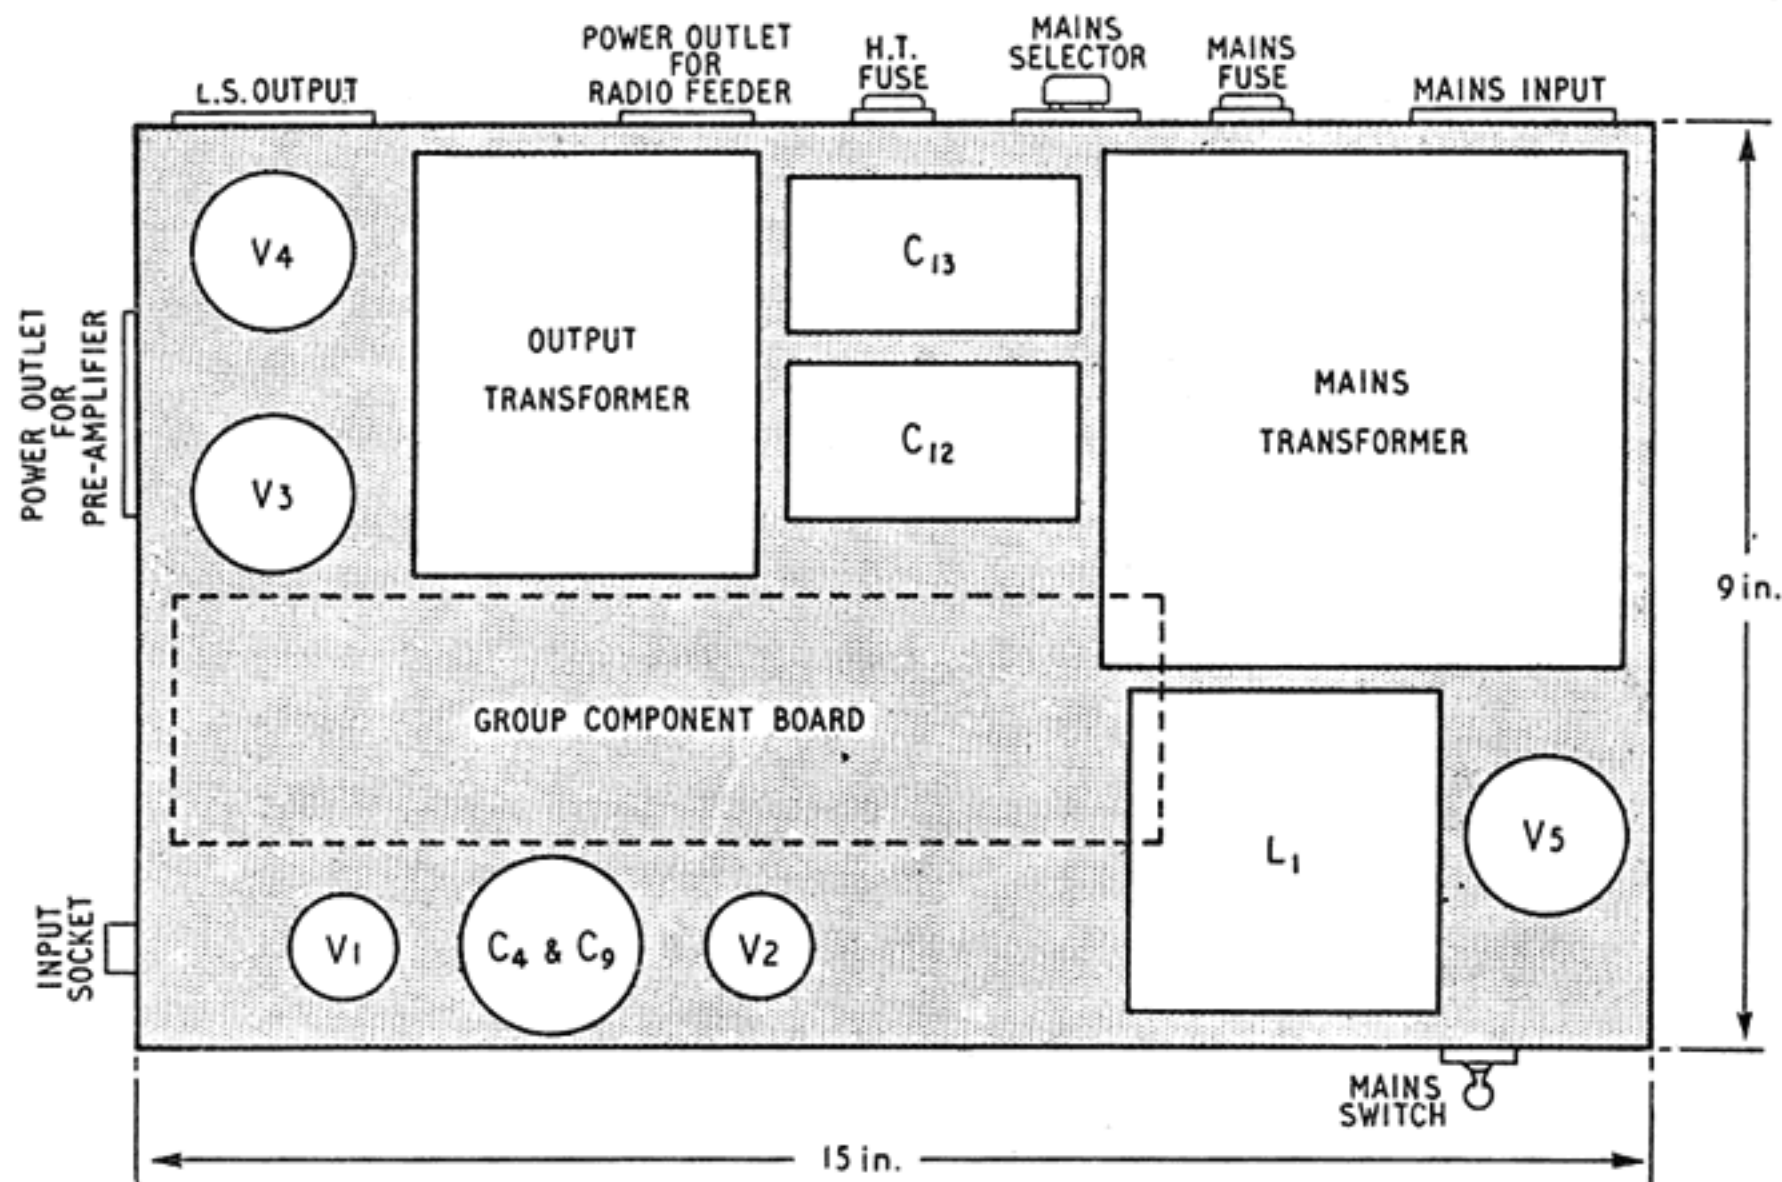 POWER OUTLET
FOR
RADIO FEEDER
H.T.
FUSE
MAINS
SELECTOR
MAINS
FUSE
L.S. OUTPUT
MAINS INPUT
V4
C13
OUTPUT
TRANSFORMER
MAINS
TRANSFORMER
POWER OUTLET
FOR
PRE-AMPLIFIER
C12
V3
9 in.
GROUP COMPONENT BOARD
L1
V5
INPUT
SOCKET
V1
C4 & C9
V2
MAINS
SWITCH
15 in.